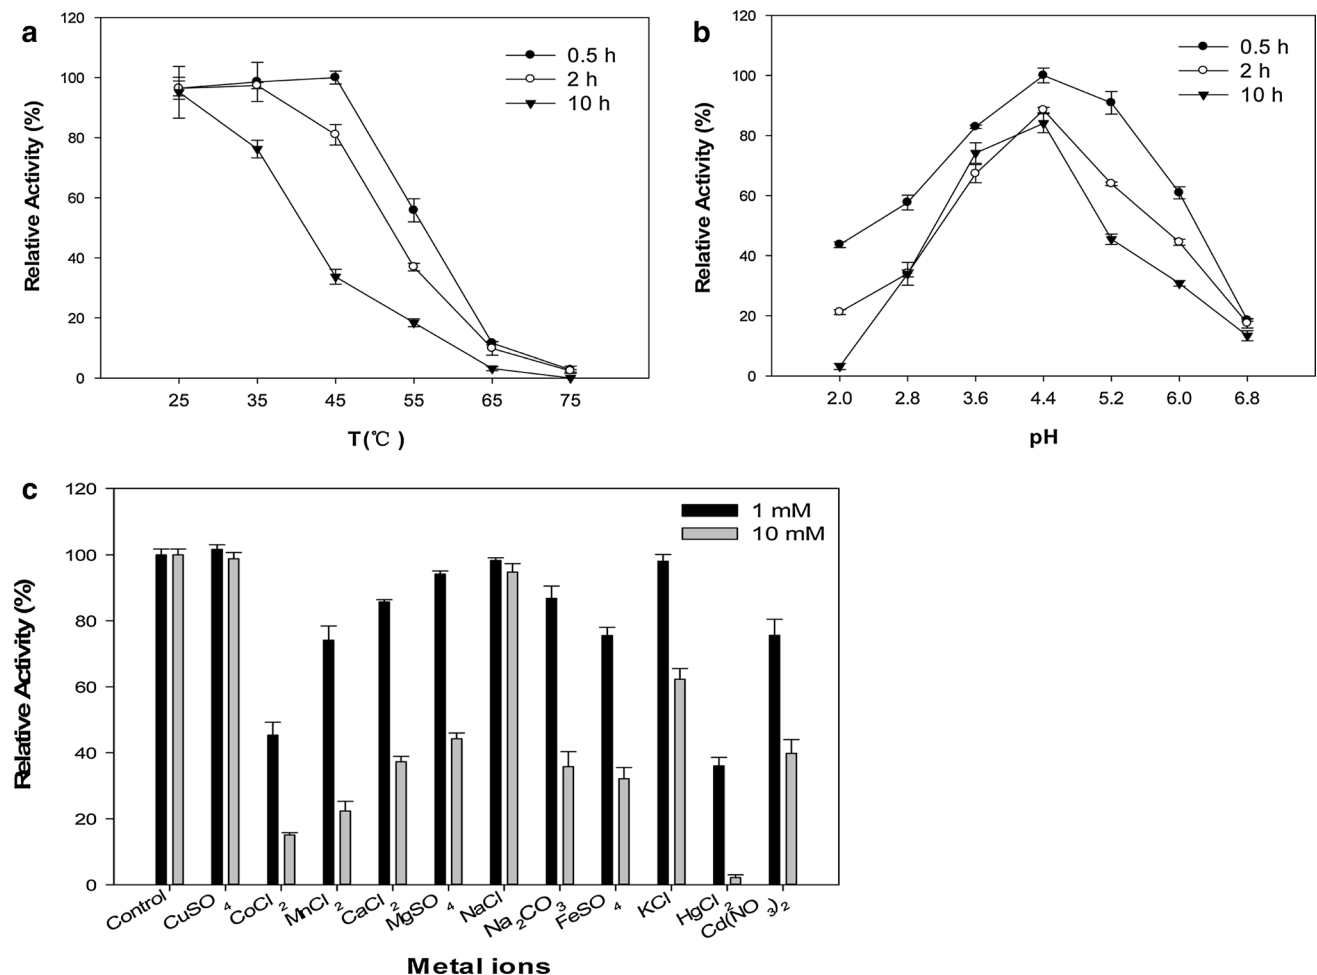 a
120
100
80
60
40
20
0
Relative Activity (%)
0.5 h
2 h
10 h
25 35 45 55 65 75
T(℃)
b
120
100
80
60
40
20
0
Relative Activity (%)
0.5 h
2 h
10 h
2.0 2.8 3.6 4.4 5.2 6.0 6.8
pH
c
120
100
80
60
40
20
0
Relative Activity (%)
1 mM
10 mM
Control CuSO4 CoCl2 MnCl2 CaCl2 MgSO4 NaCl Na2CO3 FeSO4 KCl HgCl2 Cd(NO3)2
Metal ions